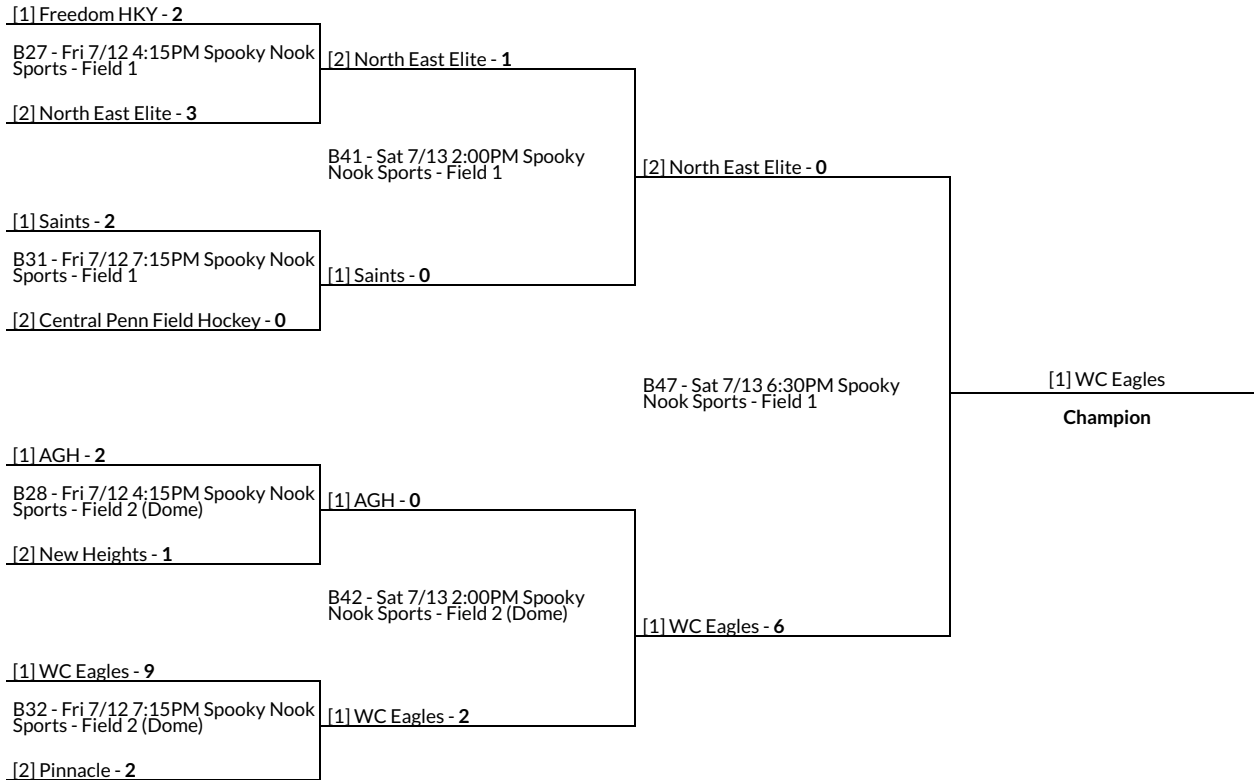 [1] Freedom HKY - 2
B27 - Fri 7/12 4:15PM Spooky Nook
Sports - Field 1
[2] North East Elite - 3
[1] Saints - 2
B31 - Fri 7/12 7:15PM Spooky Nook
Sports - Field 1
[2] Central Penn Field Hockey - 0
[1] AGH - 2
B28 - Fri 7/12 4:15PM Spooky Nook
Sports - Field 2 (Dome)
[2] New Heights - 1
[1] WC Eagles - 9
B32 - Fri 7/12 7:15PM Spooky Nook
Sports - Field 2 (Dome)
[2] Pinnacle - 2
[2] North East Elite - 1
B41 - Sat 7/13 2:00PM Spooky
Nook Sports - Field 1
[1] Saints - 0
[1] AGH - 0
B42 - Sat 7/13 2:00PM Spooky
Nook Sports - Field 2 (Dome)
[1] WC Eagles - 2
[2] North East Elite - 0
B47 - Sat 7/13 6:30PM Spooky
Nook Sports - Field 1
[1] WC Eagles - 6
[1] WC Eagles
Champion